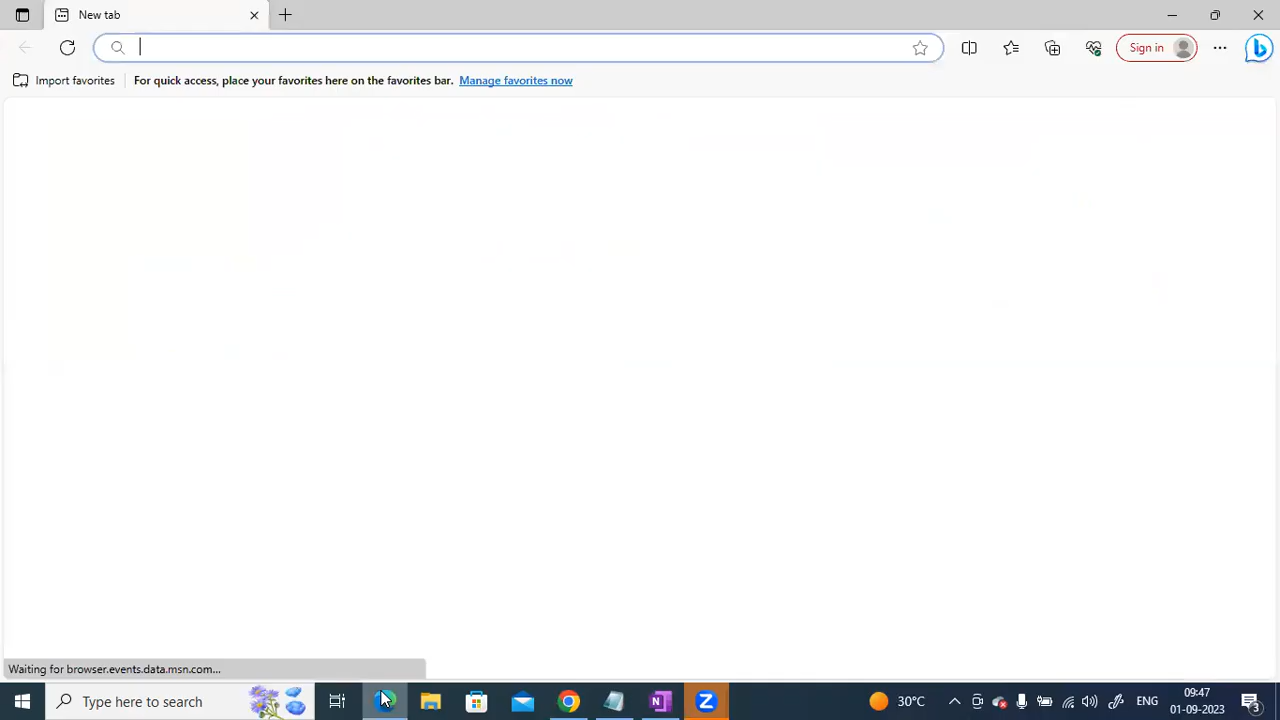 New tab
Sign in
Import favorites
For quick access, place your favorites here on the favorites bar. Manage favorites now
Waiting for browser.events.data.msn.com...
Type here to search
N
Z
30°C
ENG
09:47
01-09-2023
3